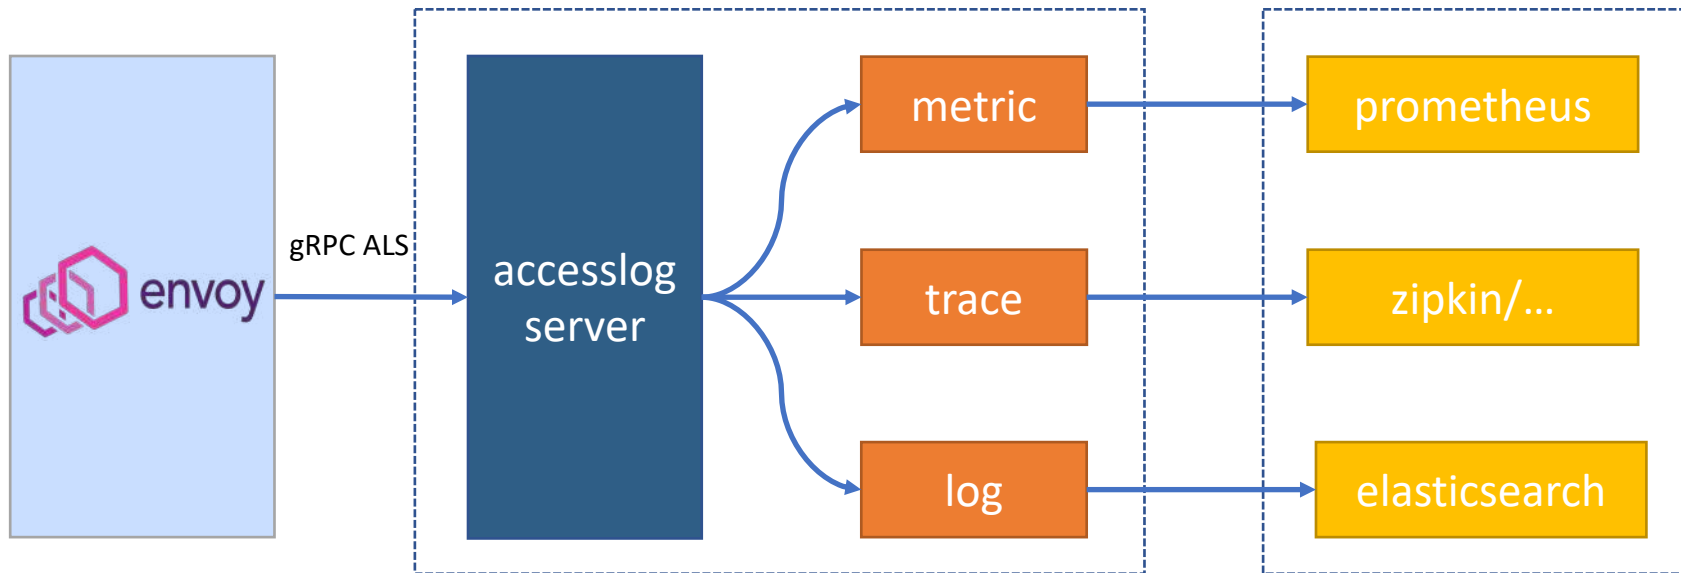 envoy
gRPC ALS
accesslog
server
metric
trace
log
prometheus
zipkin/...
elasticsearch